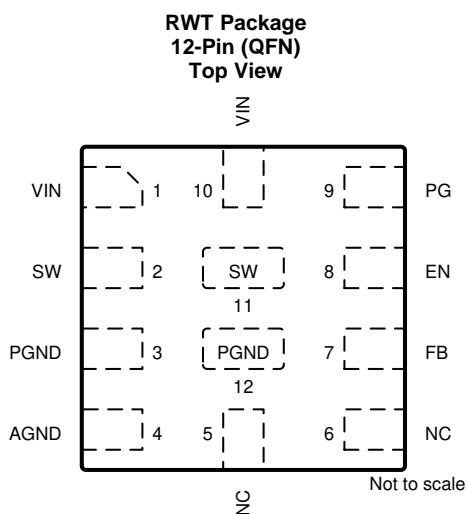 RWT Package
12-Pin (QFN)
Top View
VIN
VIN 1 10 9 PG
SW 2 SW 8 EN
11
PGND 3 PGND 7 FB
12
AGND 4 5 6 NC
Not to scale
NC